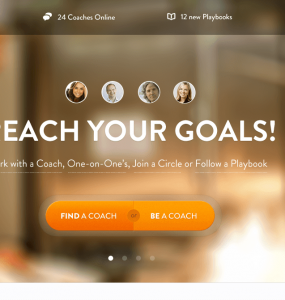 24 Coaches Online
12 new Playbooks
EACH YOUR GOALS!
rk with a Coach, One-on-One's, Join a Circle or Follow a Playbook
FIND A COACH or BE A COACH